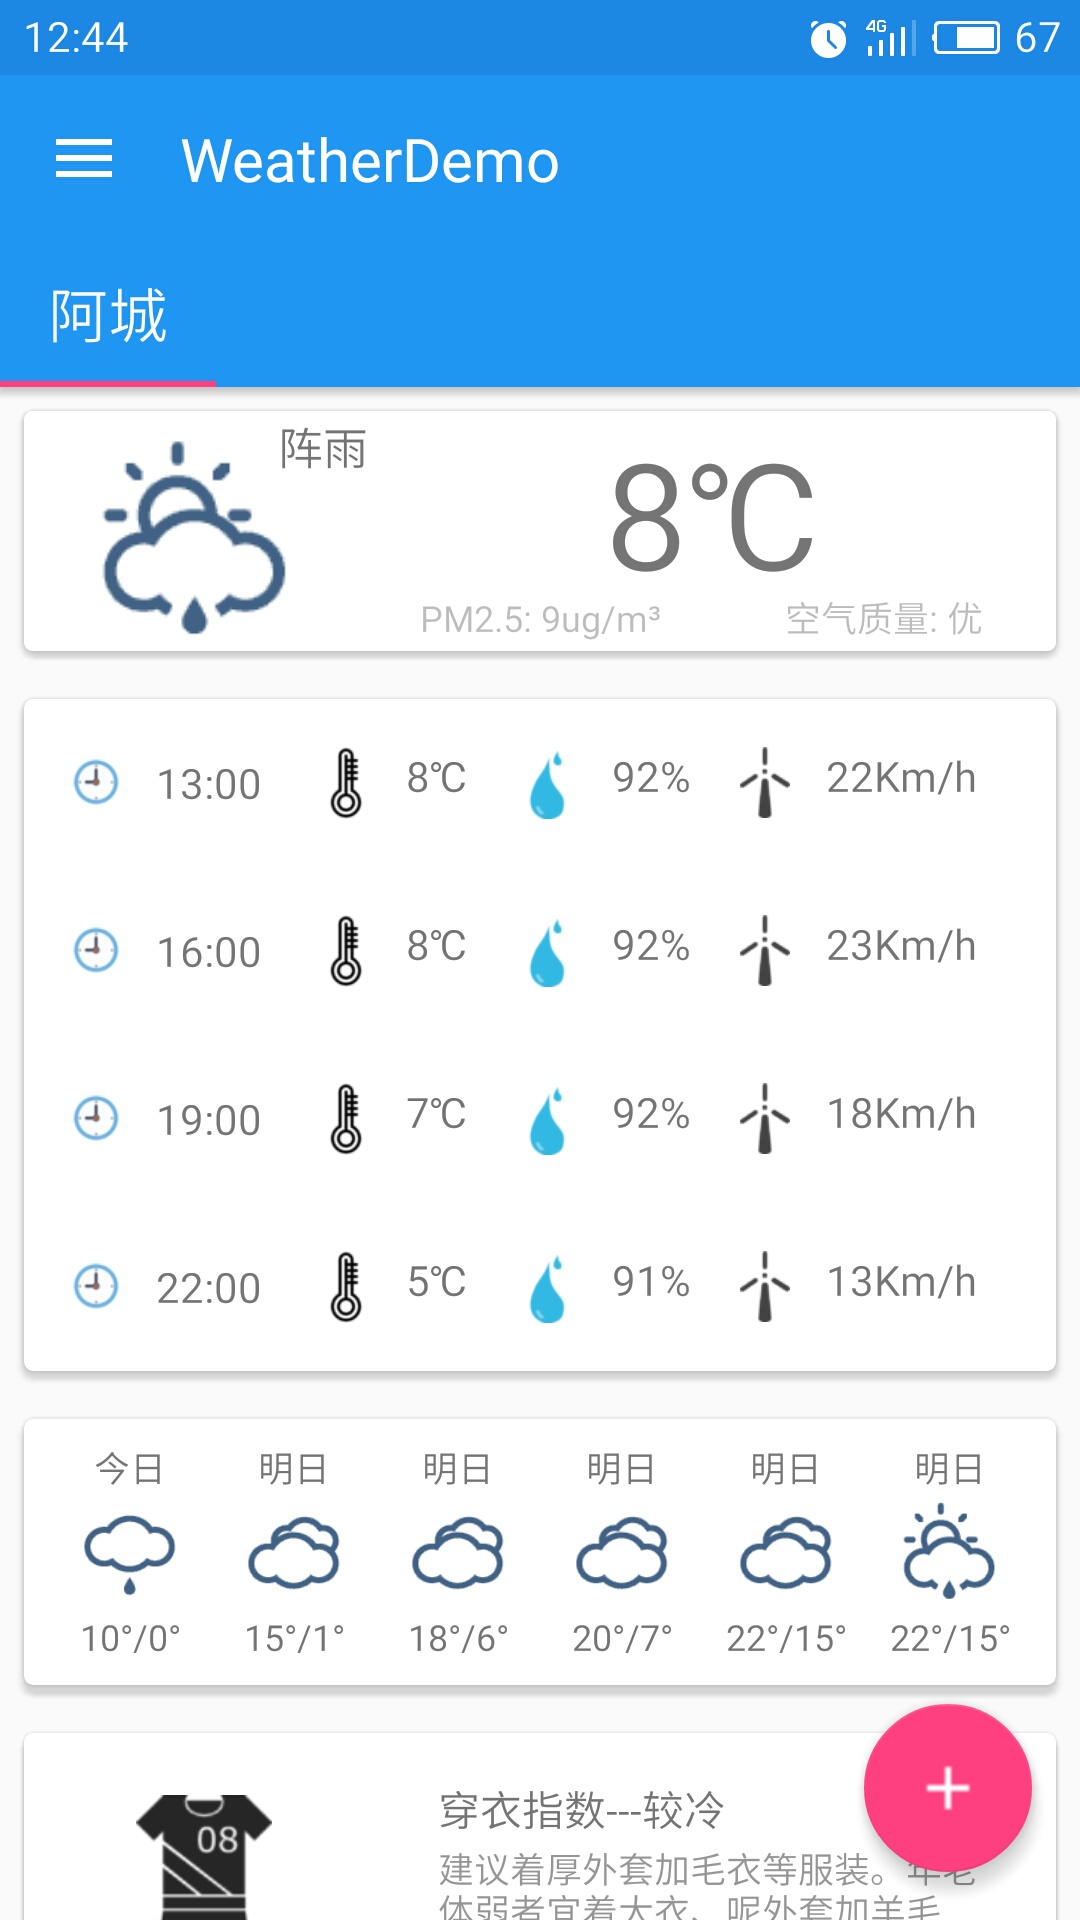 12:44
4G
67
WeatherDemo
阿城
阵雨
8℃
PM2.5: 9ug/m³ 空气质量: 优
13:00 8℃ 92% 22Km/h
16:00 8℃ 92% 23Km/h
19:00 7℃ 92% 18Km/h
22:00 5℃ 91% 13Km/h
今日 明日 明日 明日 明日 明日
10°/0° 15°/1° 18°/6° 20°/7° 22°/15° 22°/15°
08
穿衣指数---较冷
建议着厚外套加毛衣等服装。年老
体弱者宜着大衣、呢外套加羊毛